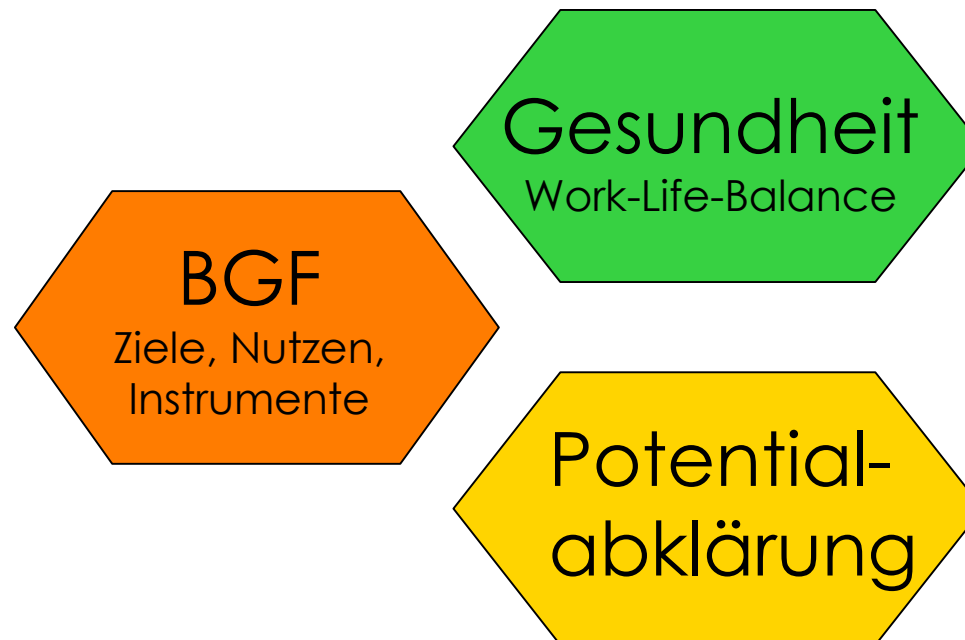 Gesundheit
Work-Life-Balance
BGF
Ziele, Nutzen,
Instrumente
Potential-
abklärung